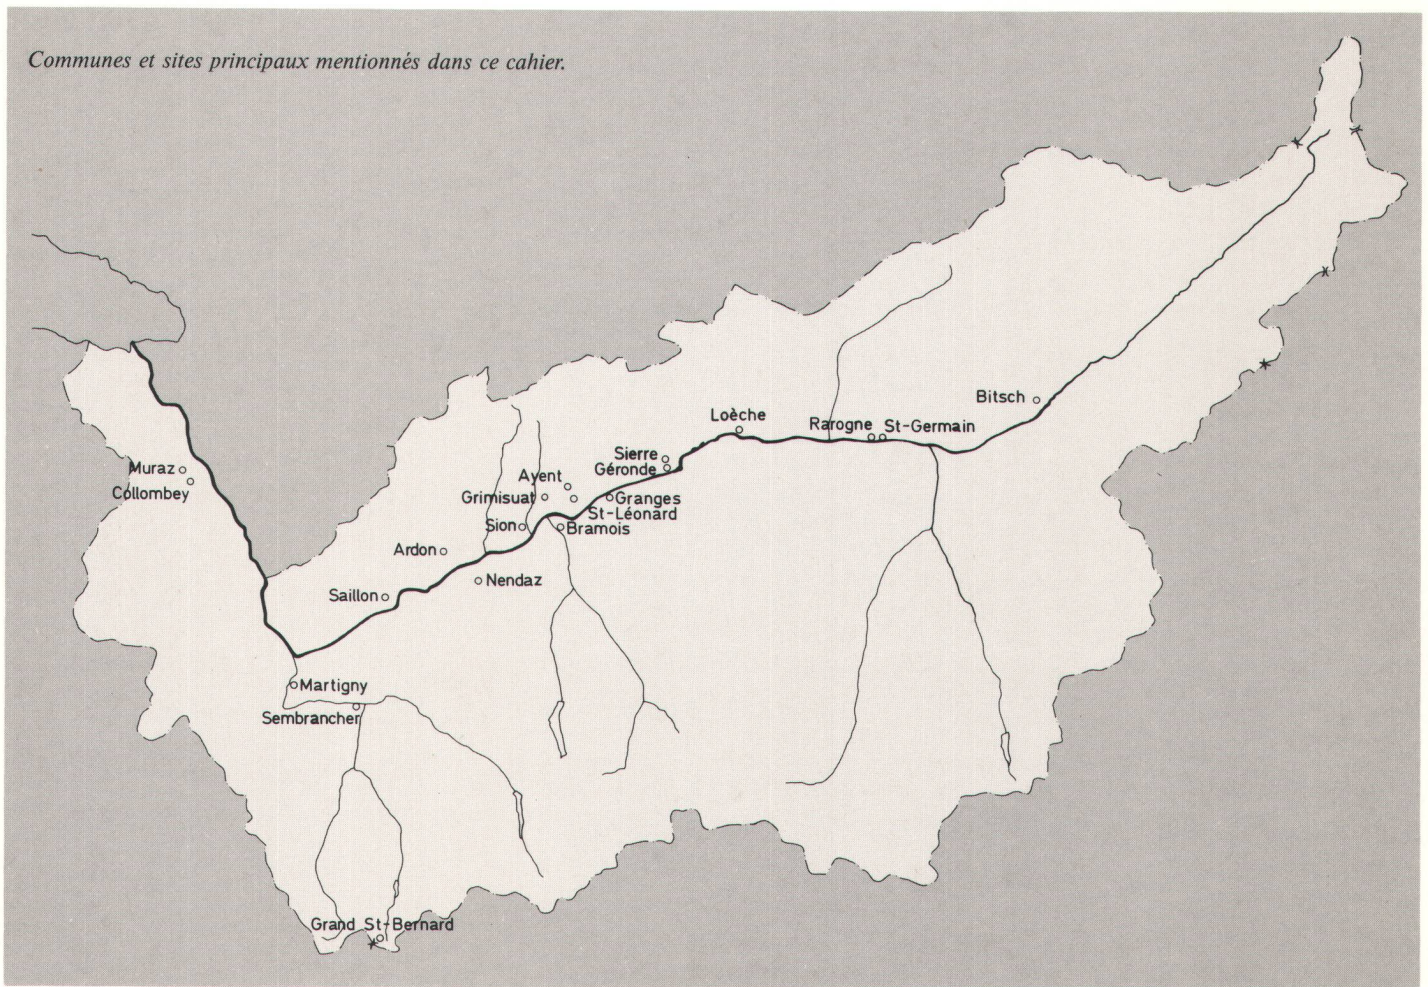 Communes et sites principaux mentionnés dans ce cahier.
Bitsch
Loèche
Rarogne
St-Germain
Sierre
Géronde
Muraz
Collombey
Ayent
Grimisuat
Granges
St-Léonard
Sion
Bramois
Ardon
Nendaz
Saillon
Martigny
Sembrancher
Grand St-Bernard